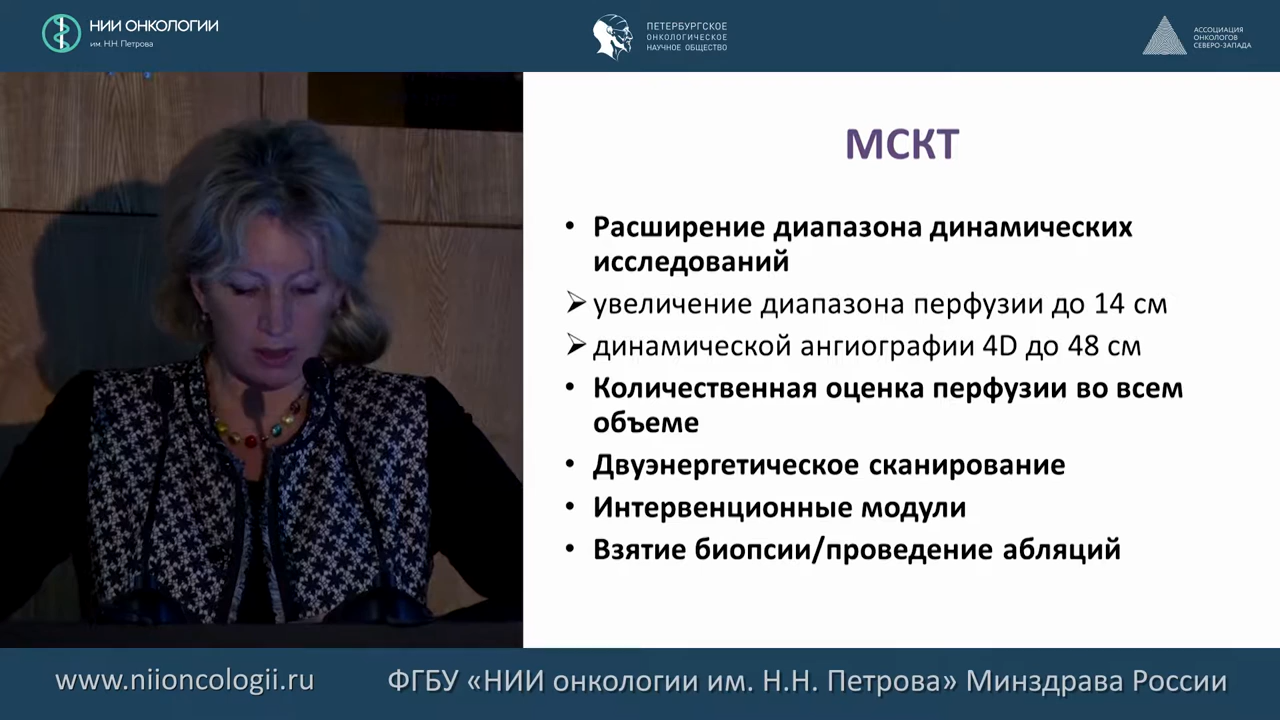 НИИ ОНКОЛОГИИ
им. Н.Н. Петрова
ПЕТЕРБУРГСКОЕ
ОНКОЛОГИЧЕСКОЕ
НАУЧНОЕ ОБЩЕСТВО
АССОЦИАЦИЯ
ОНКОЛОГОВ
СЕВЕРО-ЗАПАДА
МСКТ
• Расширение диапазона динамических
исследований
➢ увеличение диапазона перфузии до 14 см
➢ динамической ангиографии 4D до 48 см
• Количественная оценка перфузии во всем
объеме
• Двуэнергетическое сканирование
• Интервенционные модули
• Взятие биопсии/проведение абляций
www.niioncologii.ru
ФГБУ «НИИ онкологии им. Н.Н. Петрова» Минздрава России